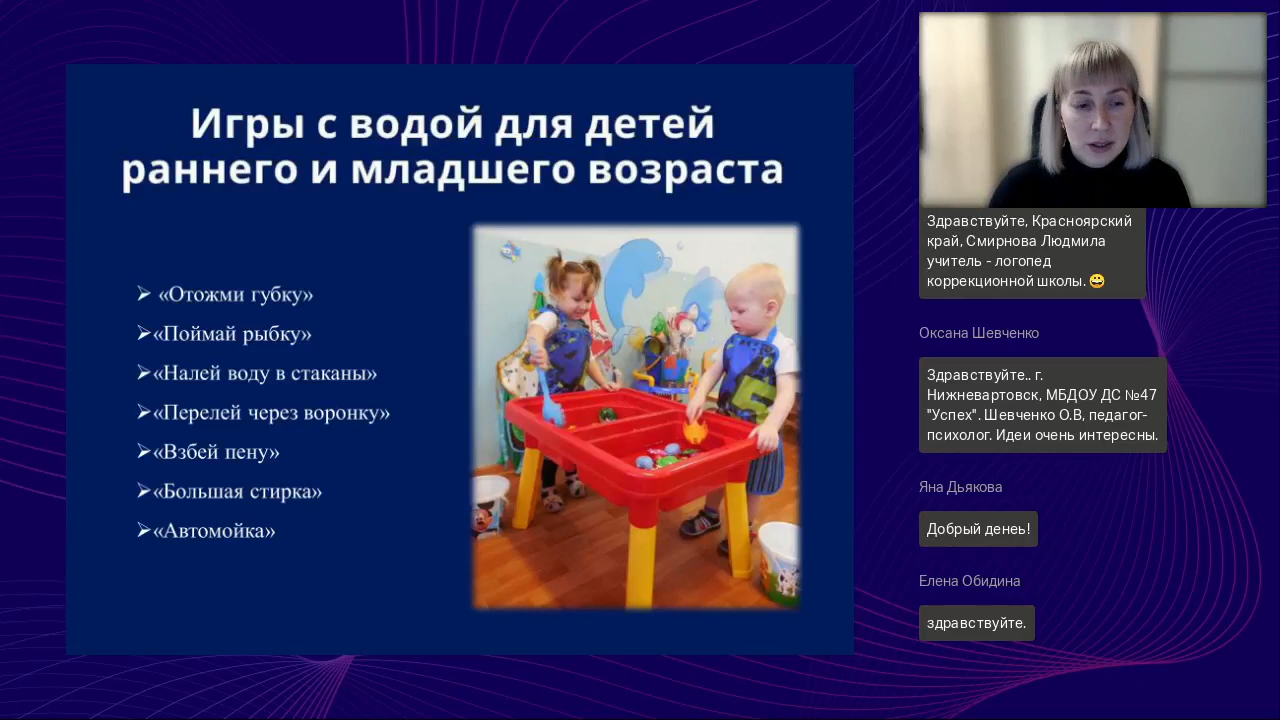 Игры с водой для детей
раннего и младшего возраста
➢ «Отожми губку»
➢«Поймай рыбку»
➢«Налей воду в стаканы»
➢«Перелей через воронку»
➢«Взбей пену»
➢«Большая стирка»
➢«Автомойка»
Здравствуйте, Красноярский
край, Смирнова Людмила
учитель - логопед
коррекционной школы. 😀
Оксана Шевченко
Здравствуйте.. г.
Нижневартовск, МБДОУ ДС №47
"Успех". Шевченко О.В, педагог-
психолог. Идеи очень интересны.
Яна Дьякова
Добрый денеь!
Елена Обидина
здравствуйте.